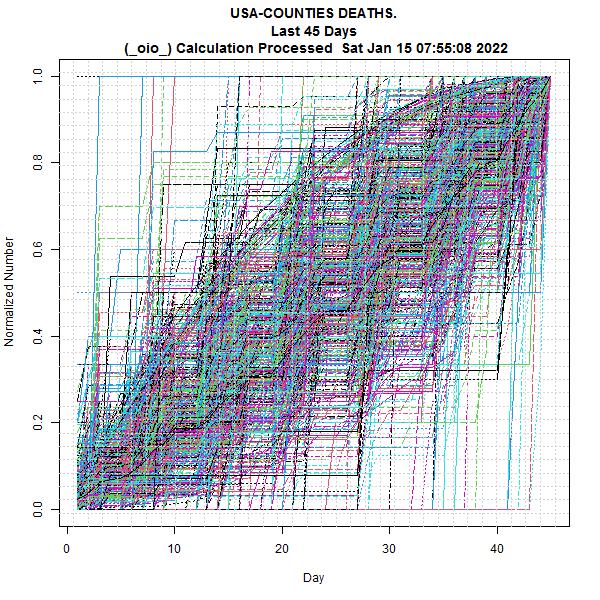 USA-COUNTIES DEATHS.
Last 45 Days
(_oio_) Calculation Processed  Sat Jan 15 07:55:08 2022
Normalized Number
1.0
0.8
0.6
0.4
0.2
0.0
0 10 20 30 40
Day